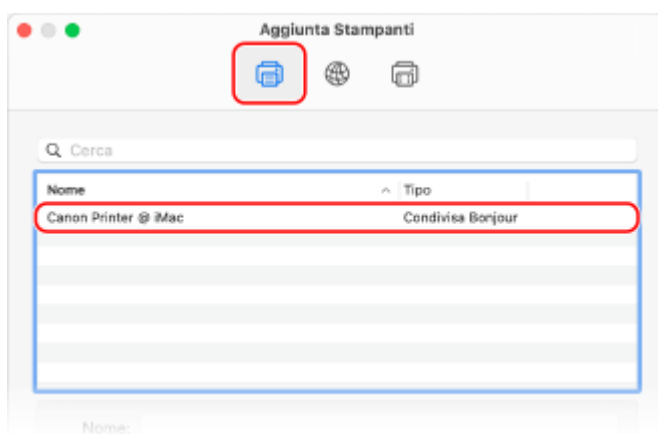 Aggiunta Stampanti
Cerca
Nome Tipo
Canon Printer @ iMac Condivisa Bonjour
Nome: